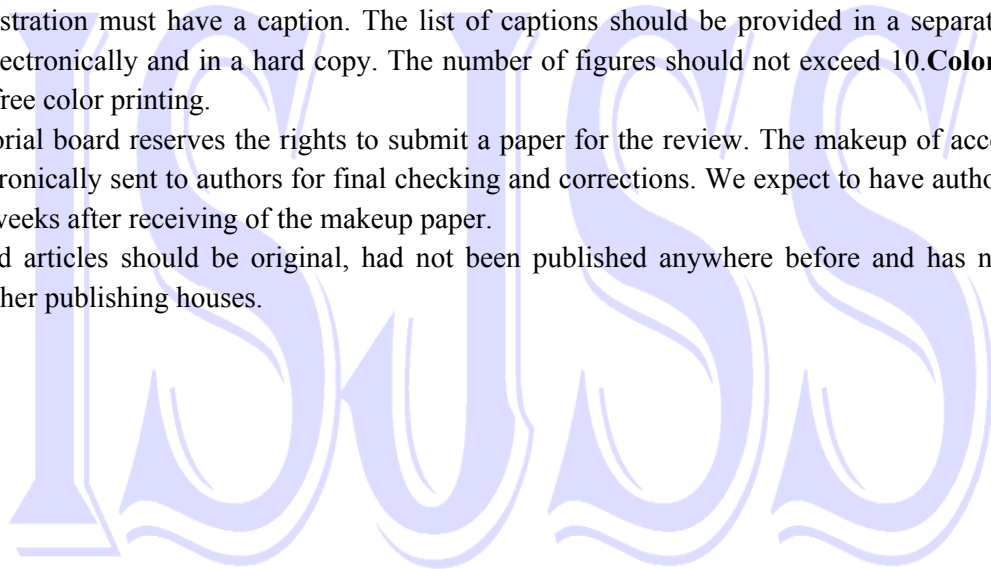 stration must have a caption. The list of captions should be provided in a separat
ectronically and in a hard copy. The number of figures should not exceed 10.Color
free color printing.
orial board reserves the rights to submit a paper for the review. The makeup of acc
ronically sent to authors for final checking and corrections. We expect to have autho
weeks after receiving of the makeup paper.
d articles should be original, had not been published anywhere before and has n
her publishing houses.
ISJSS